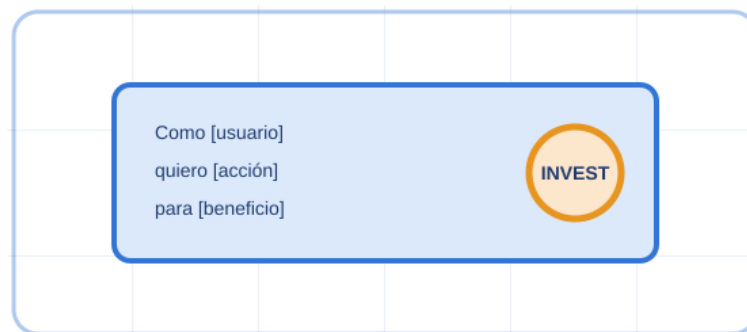 Como [usuario]
quiero [acción]
para [beneficio]
INVEST